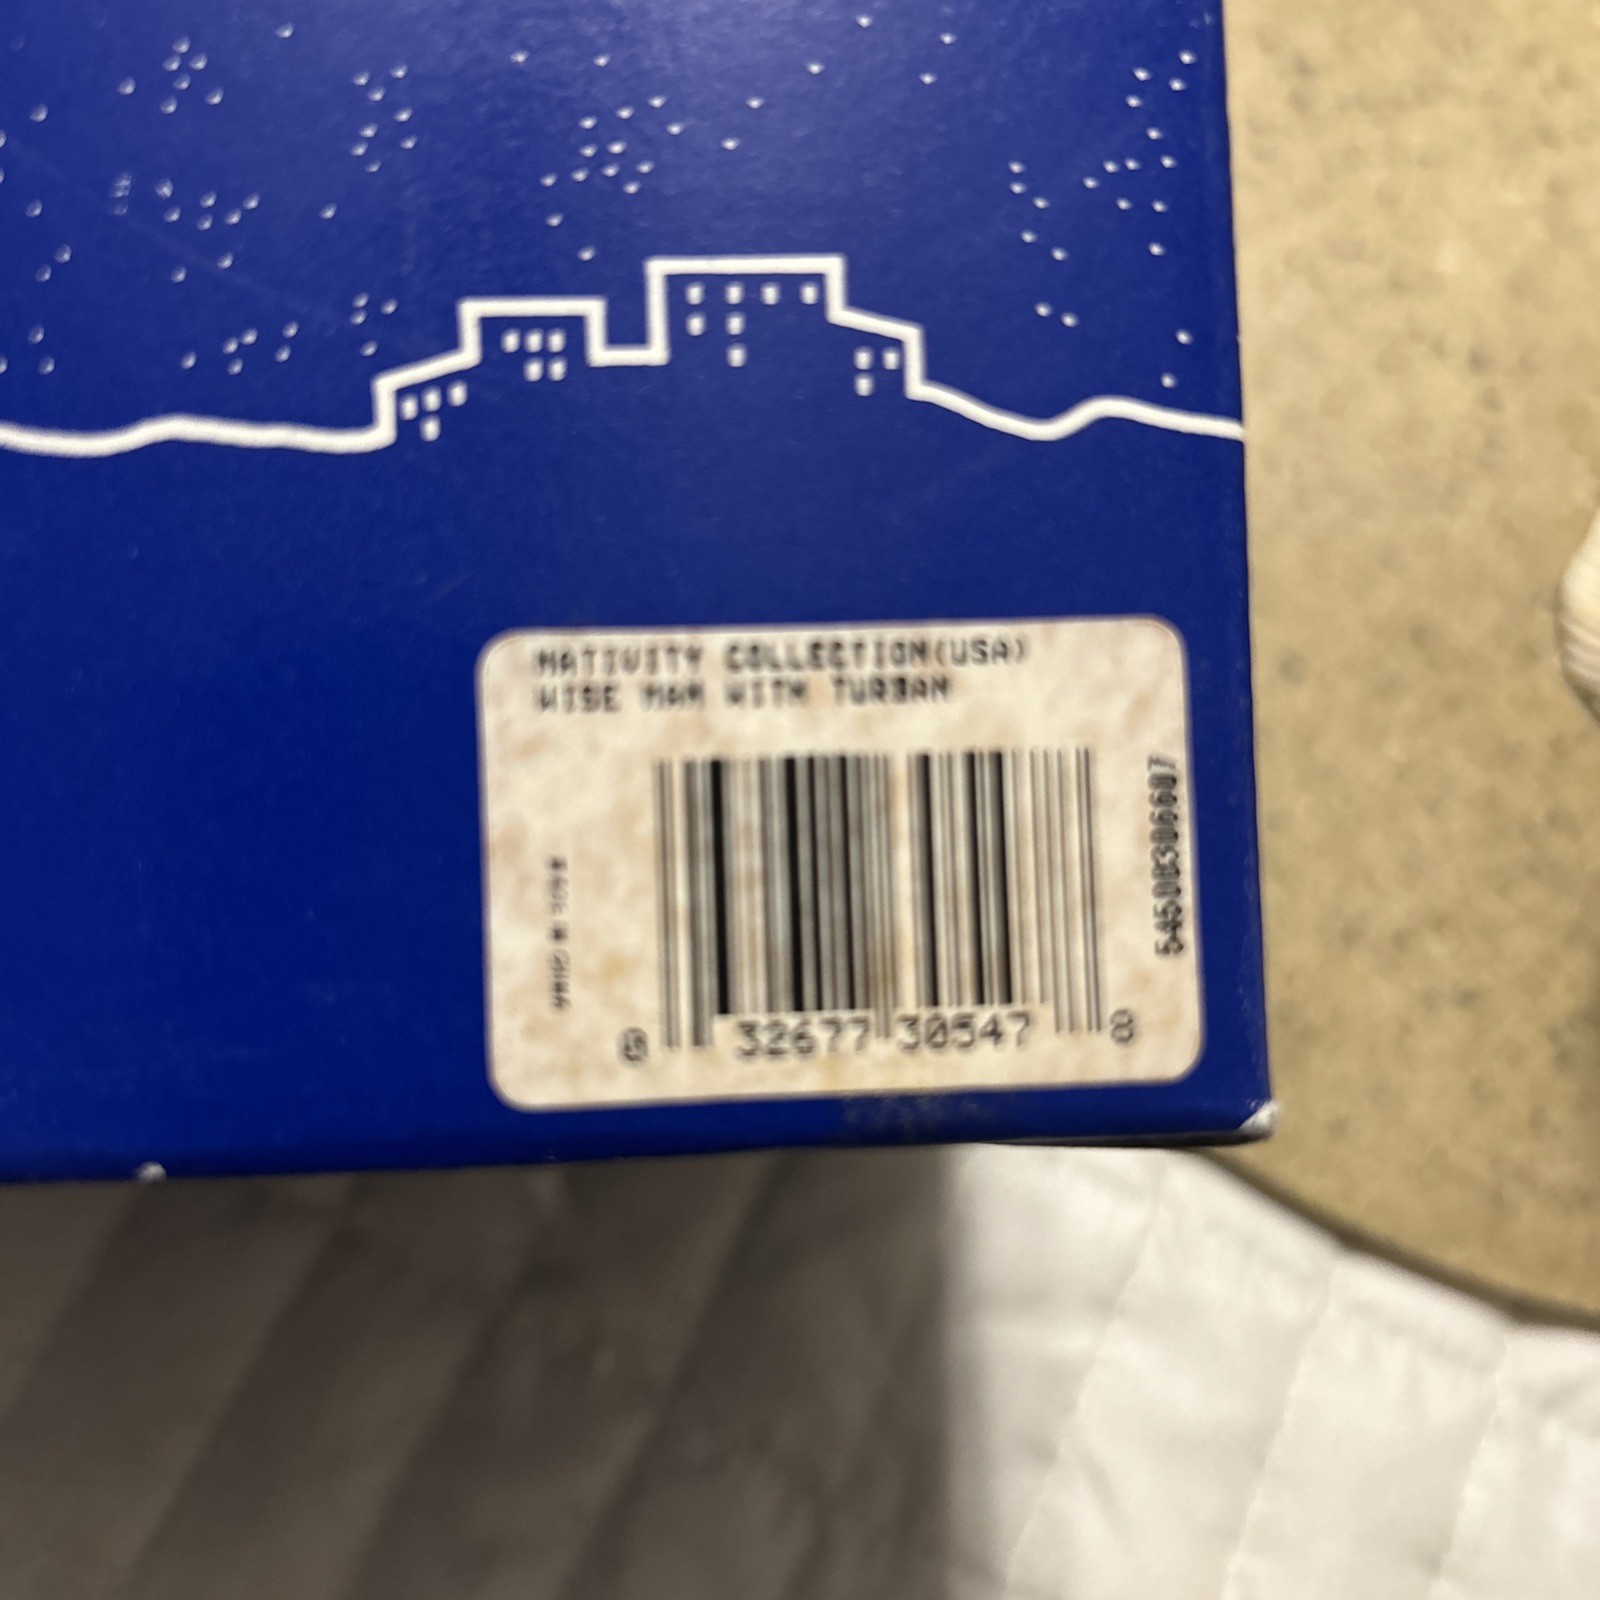 NATIVITY COLLECTION(USA)
WISE MAN WITH TURBAN
0 32677 30547 8